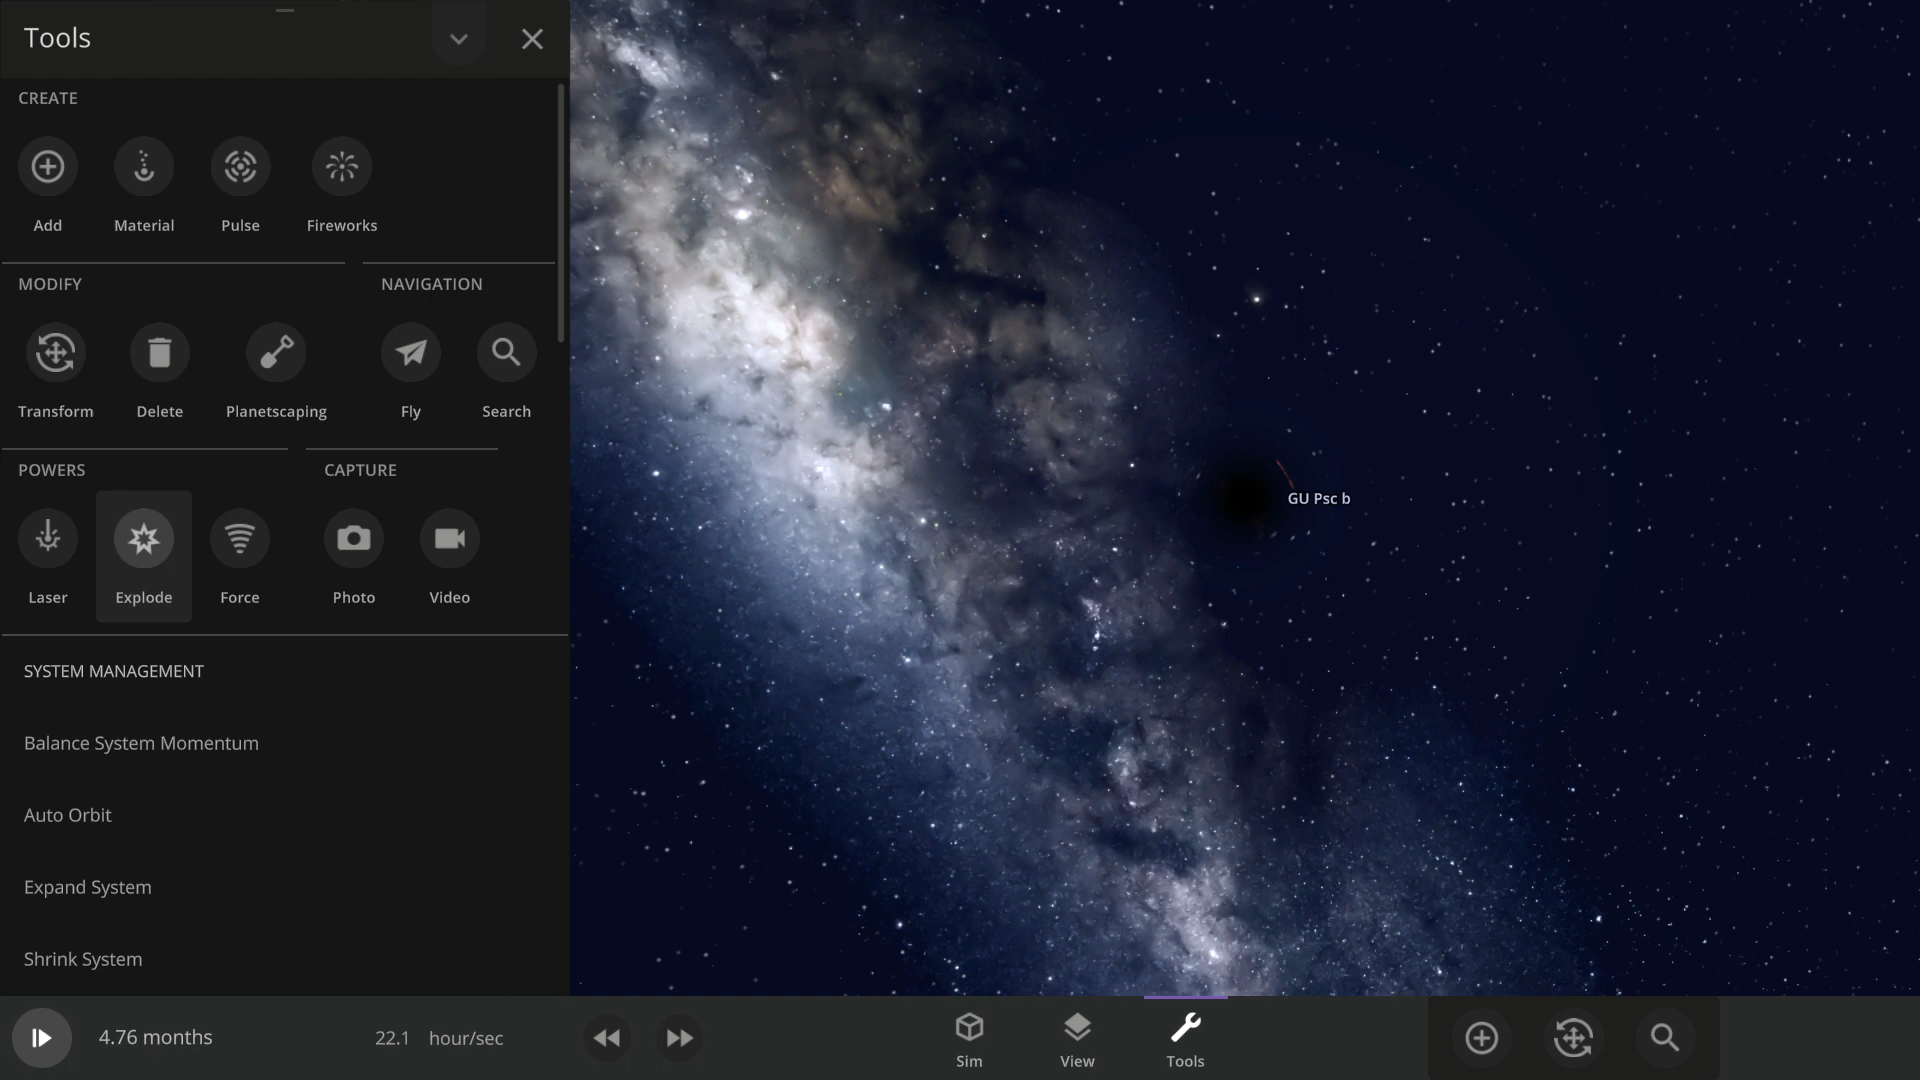 Tools
CREATE
Add Material Pulse Fireworks
MODIFY NAVIGATION
Transform Delete Planetscaping Fly Search
POWERS CAPTURE
Laser Explode Force Photo Video
SYSTEM MANAGEMENT
Balance System Momentum
Auto Orbit
Expand System
Shrink System
GU Psc b
4.76 months 22.1 hour/sec
Sim View Tools